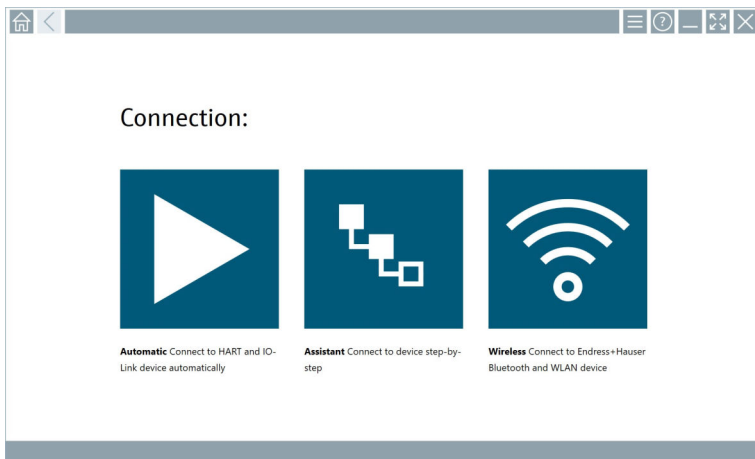 Connection:
Automatic Connect to HART and IO-
Link device automatically
Assistant Connect to device step-by-
step
Wireless Connect to Endress+Hauser
Bluetooth and WLAN device